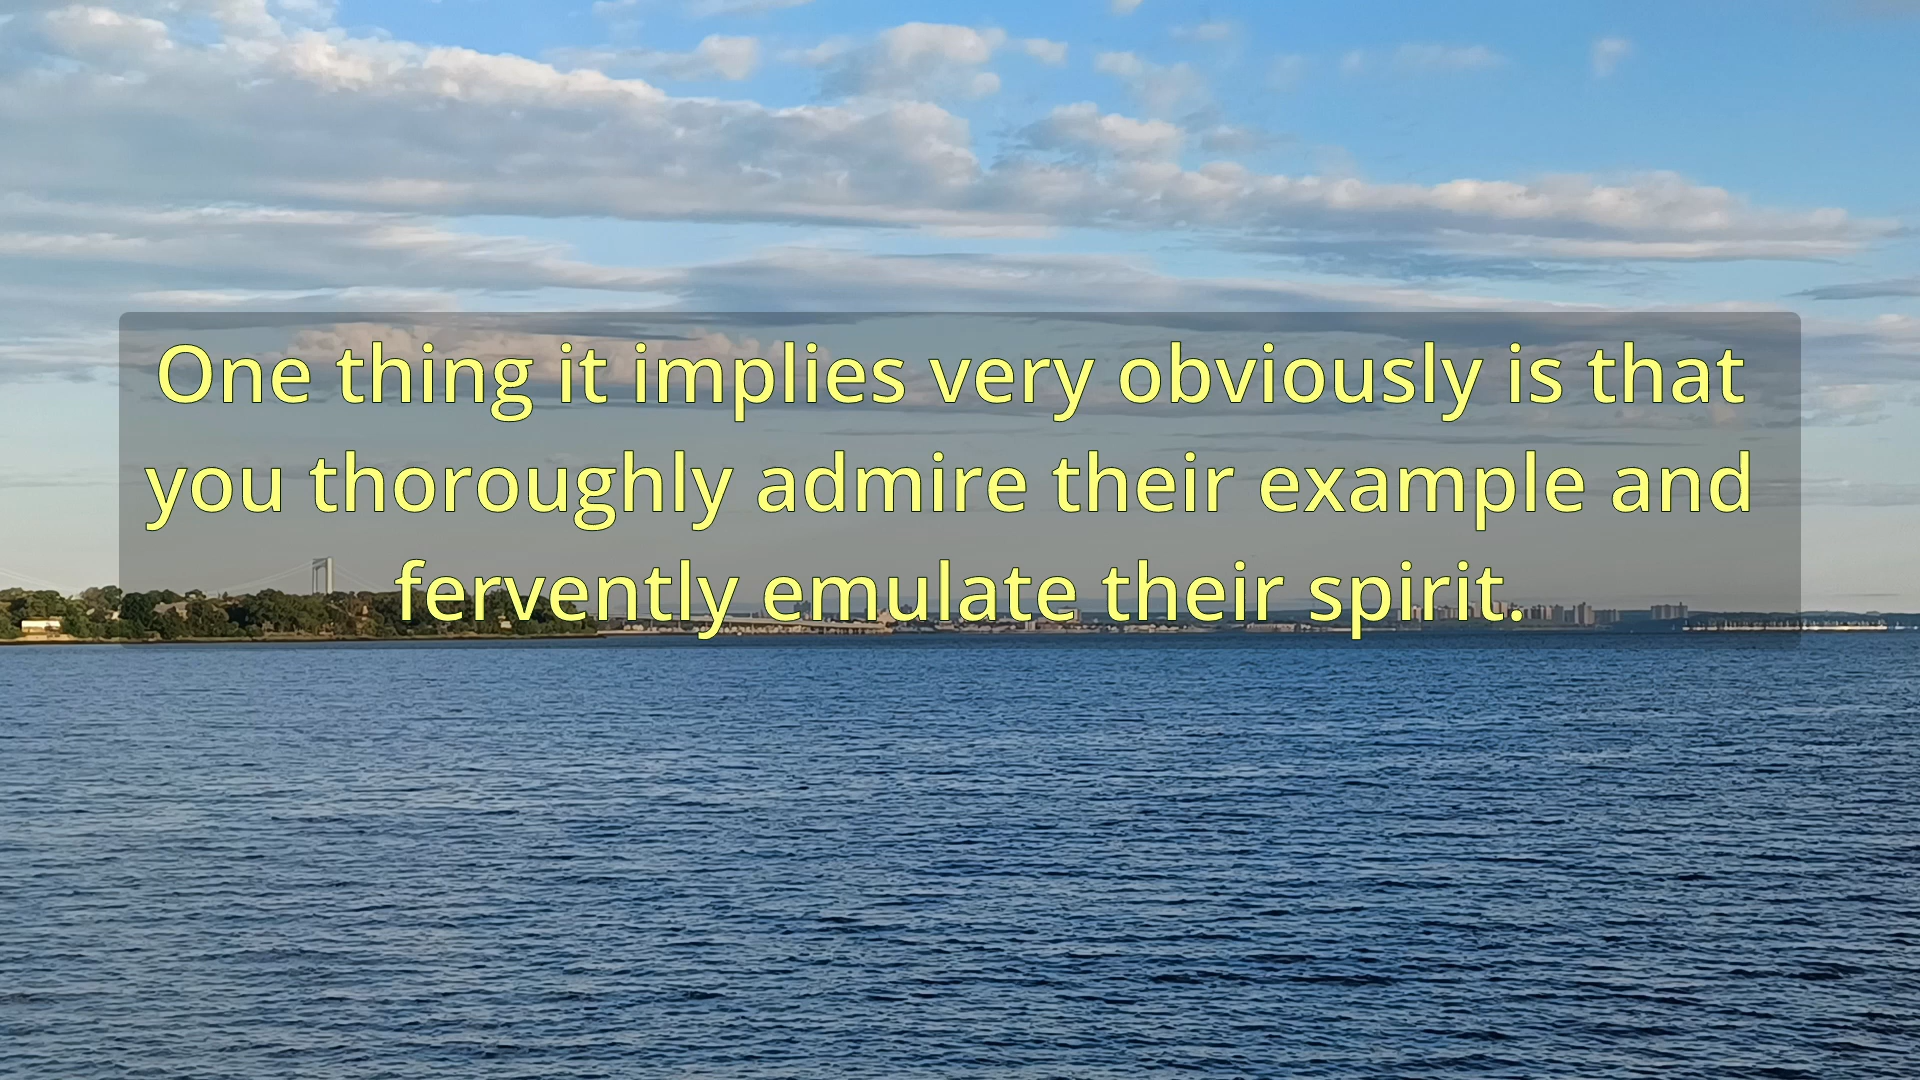 One thing it implies very obviously is that
you thoroughly admire their example and
fervently emulate their spirit.